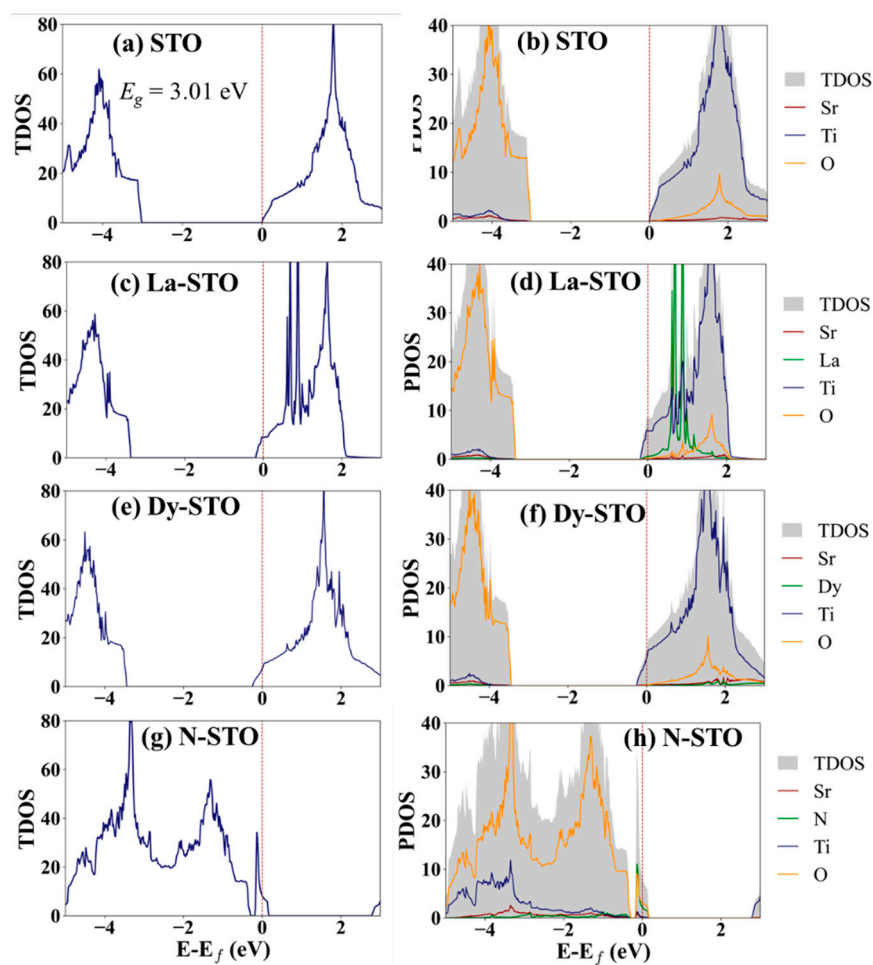 (a) STO
E_g = 3.01 eV
TDOS
80
60
40
20
0
−4 −2 0 2
(b) STO
PDOS
40
30
20
10
0
−4 −2 0 2
TDOS
Sr
Ti
O
(c) La-STO
TDOS
80
60
40
20
0
−4 −2 0 2
(d) La-STO
PDOS
40
30
20
10
0
−4 −2 0 2
TDOS
Sr
La
Ti
O
(e) Dy-STO
TDOS
80
60
40
20
0
−4 −2 0 2
(f) Dy-STO
PDOS
40
30
20
10
0
−4 −2 0 2
TDOS
Sr
Dy
Ti
O
(g) N-STO
TDOS
80
60
40
20
0
−4 −2 0 2
E-E_f (eV)
(h) N-STO
PDOS
40
30
20
10
0
−4 −2 0 2
E-E_f (eV)
TDOS
Sr
N
Ti
O